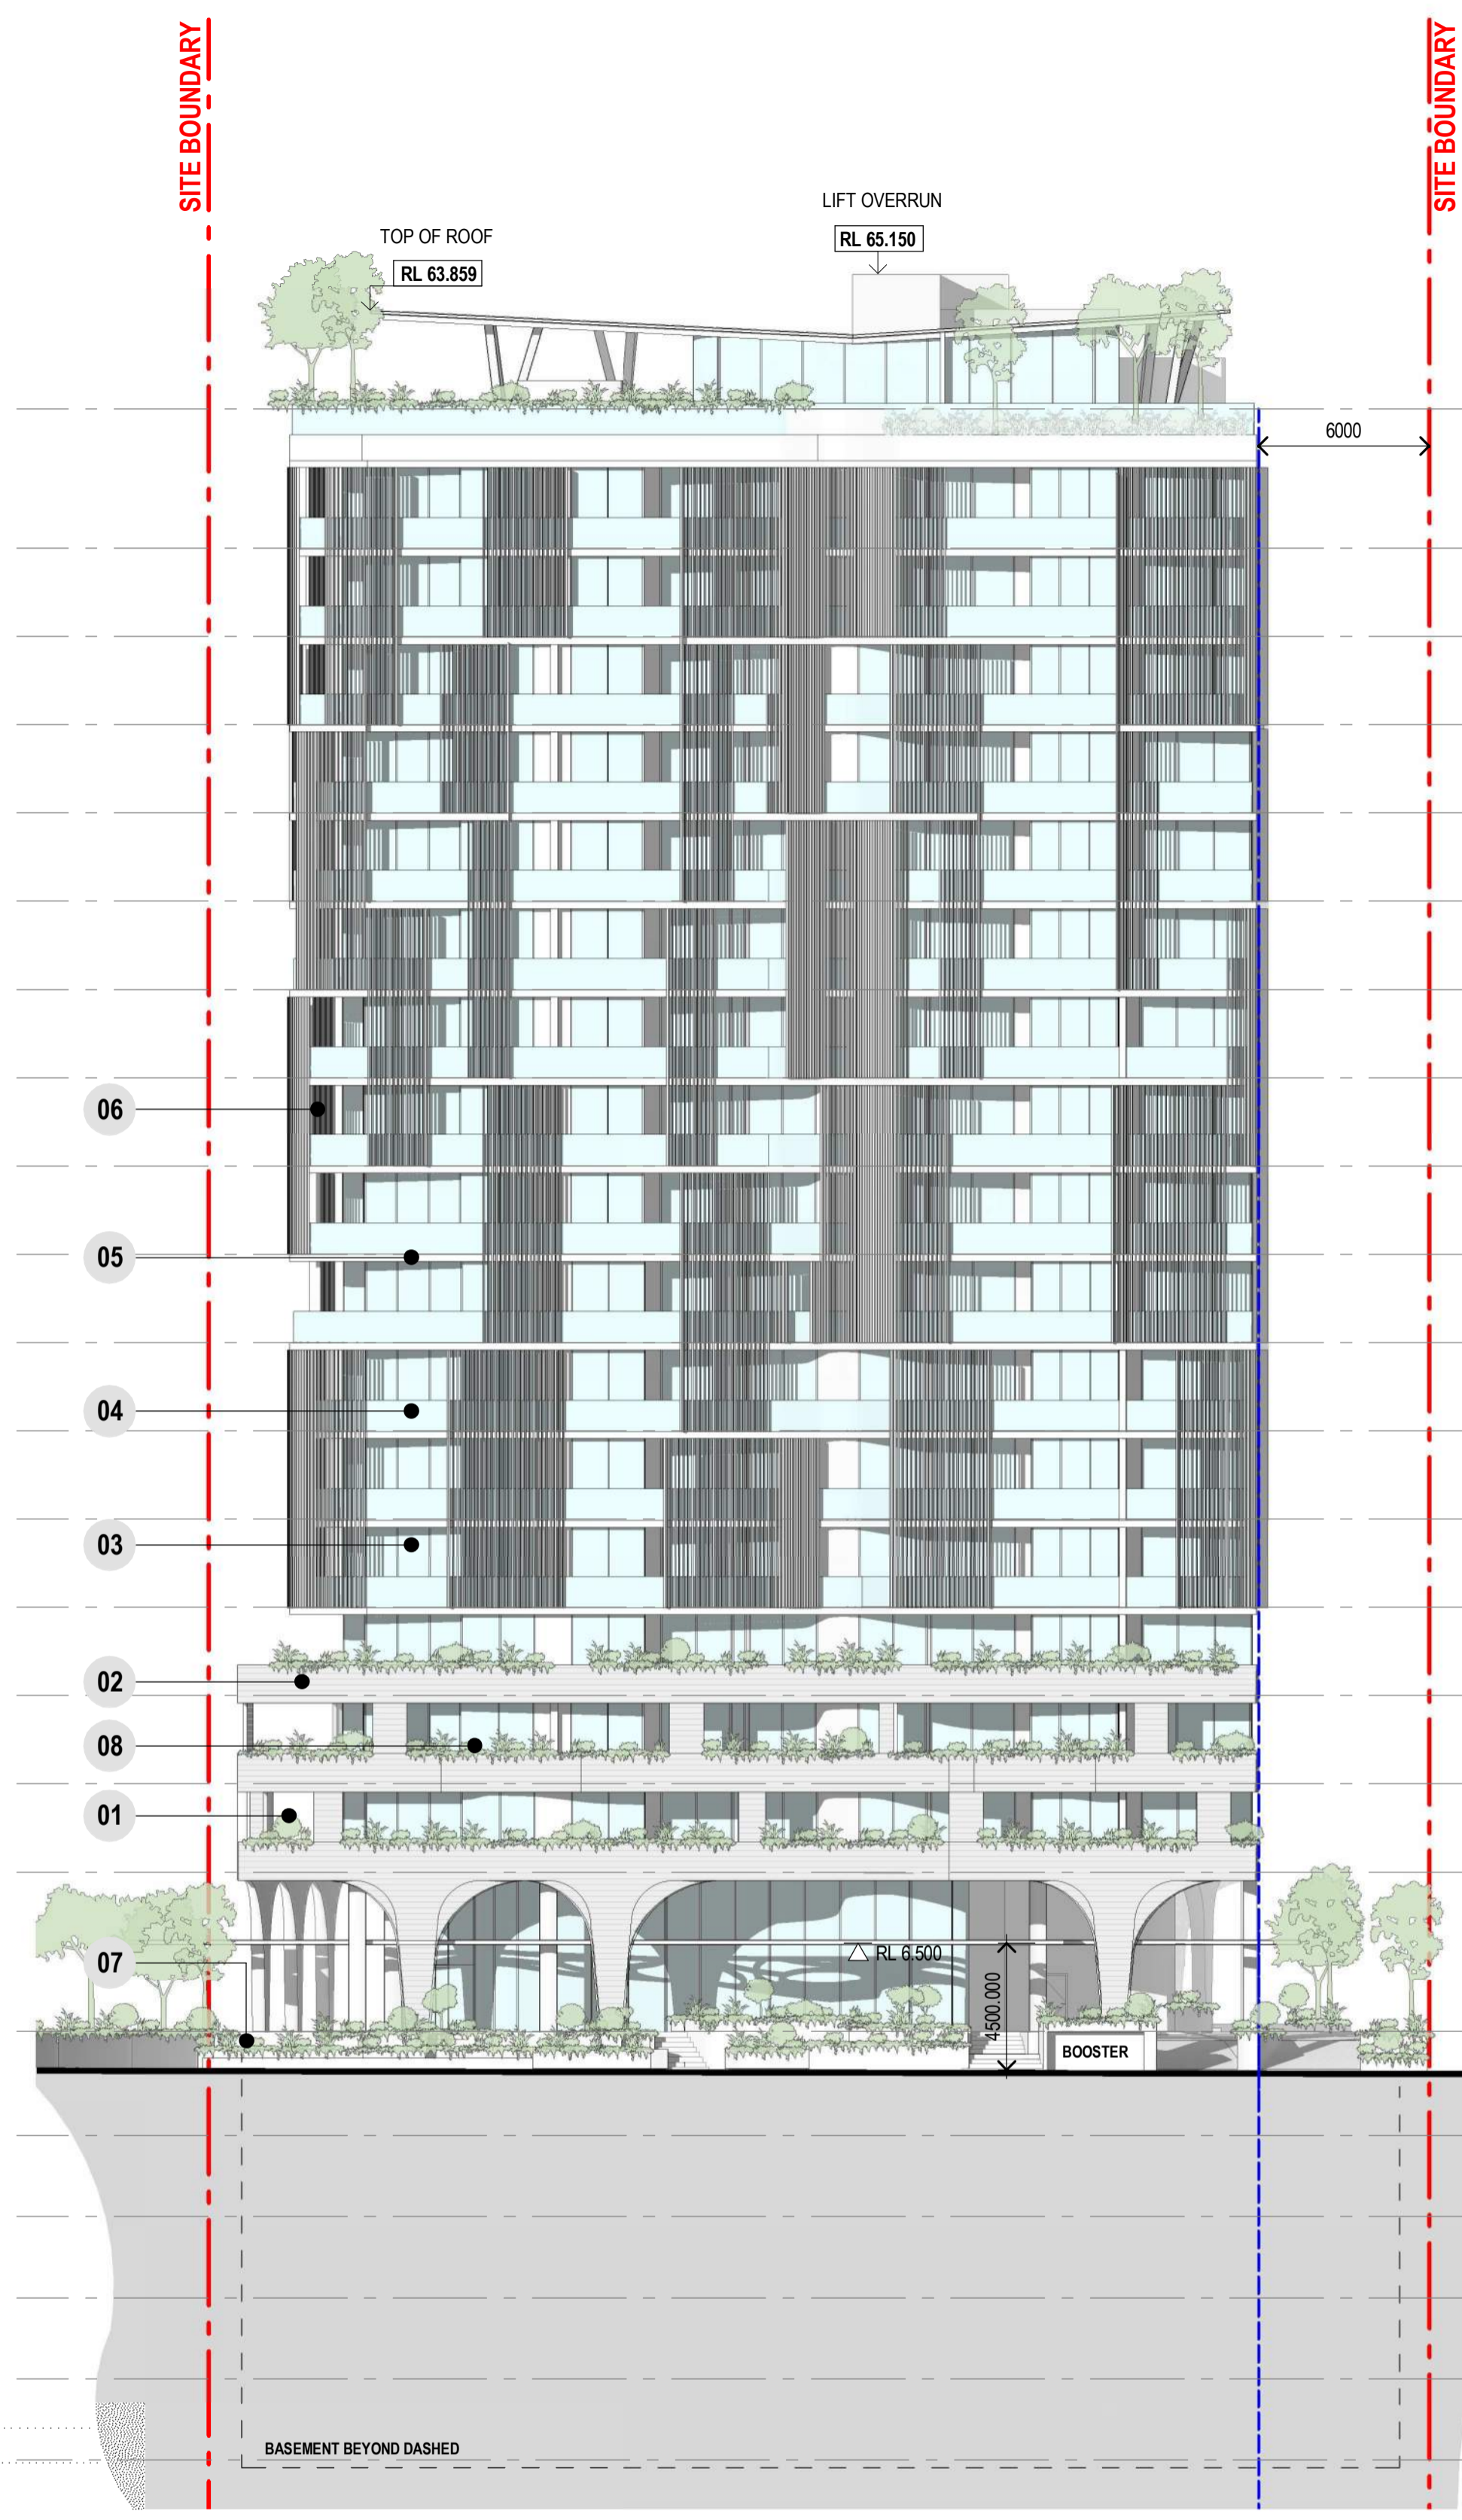 SITE BOUNDARY
SITE BOUNDARY
LIFT OVERRUN
RL 65.150
TOP OF ROOF
RL 63.859
6000
06
05
04
03
02
08
01
07
RL 6.500
4500.000
BOOSTER
BASEMENT BEYOND DASHED